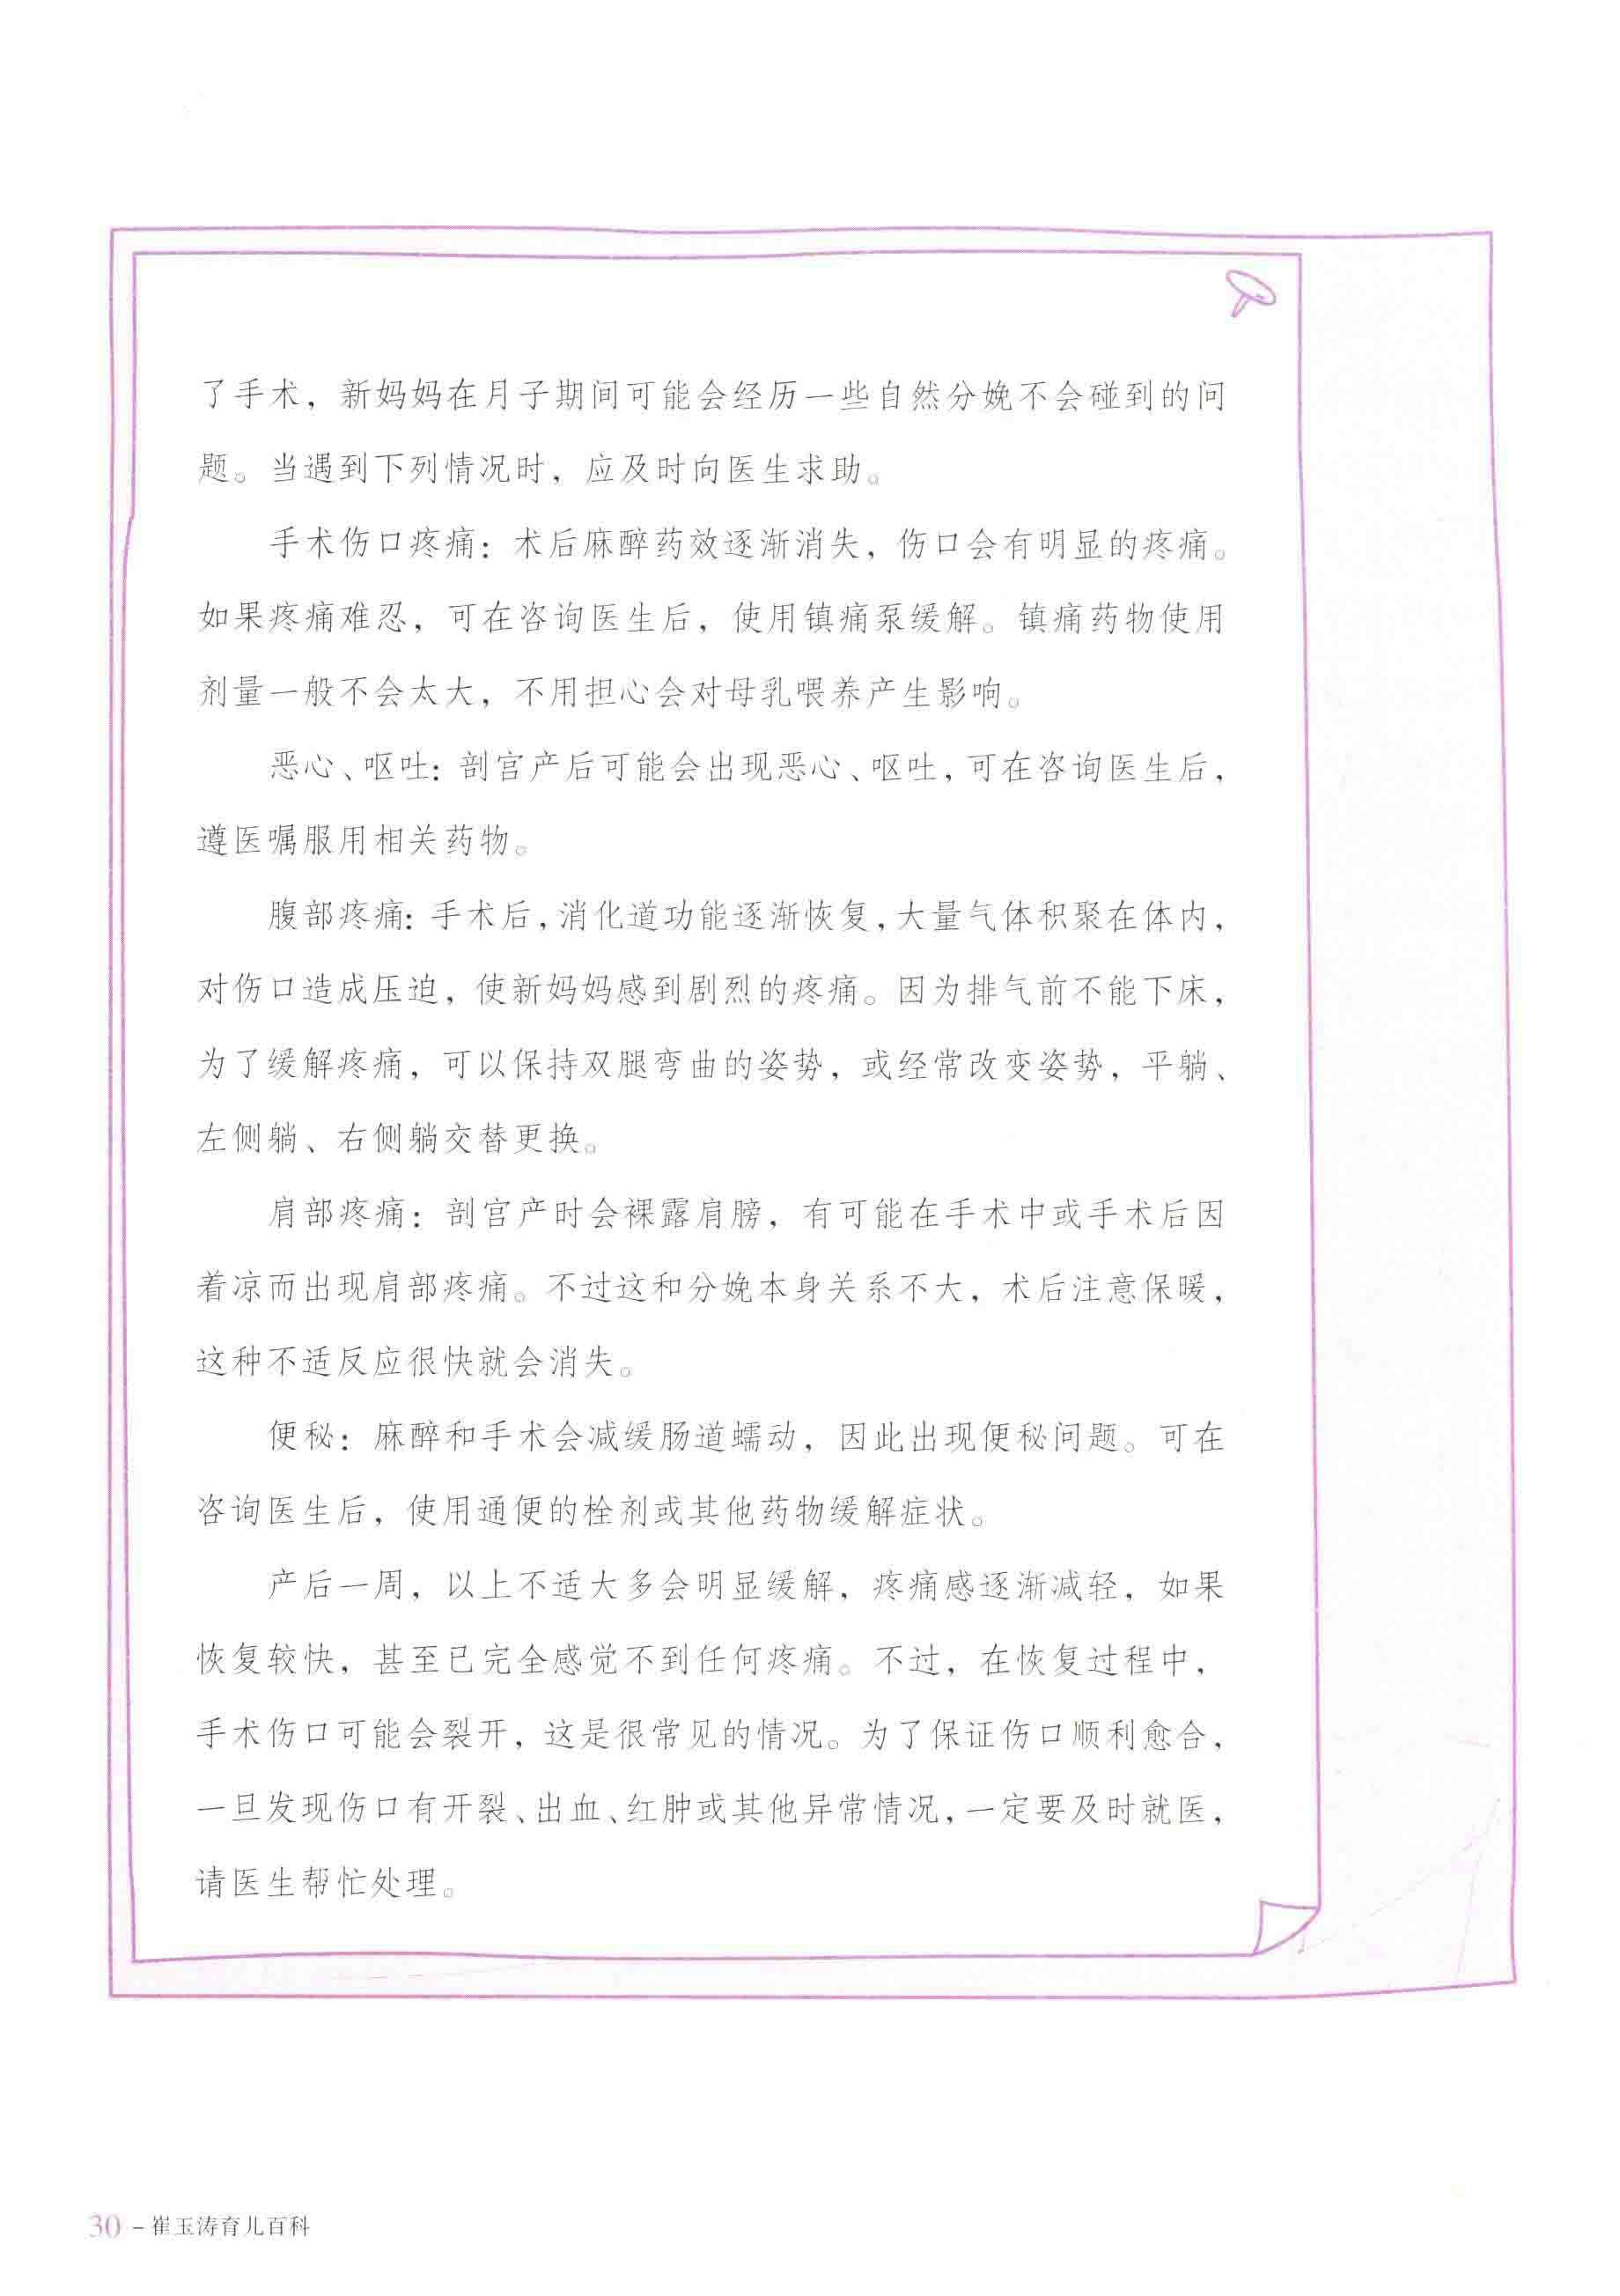 了手术，新妈妈在月子期间可能会经历一些自然分娩不会碰到的问
题。当遇到下列情况时，应及时向医生求助。
手术伤口疼痛：术后麻醉药效逐渐消失，伤口会有明显的疼痛。
如果疼痛难忍，可在咨询医生后，使用镇痛泵缓解。镇痛药物使用
剂量一般不会太大，不用担心会对母乳喂养产生影响。
恶心、呕吐：剖宫产后可能会出现恶心、呕吐，可在咨询医生后，
遵医嘱服用相关药物。
腹部疼痛：手术后，消化道功能逐渐恢复，大量气体积聚在体内，
对伤口造成压迫，使新妈妈感到剧烈的疼痛。因为排气前不能下床，
为了缓解疼痛，可以保持双腿弯曲的姿势，或经常改变姿势，平躺、
左侧躺、右侧躺交替更换。
肩部疼痛：剖宫产时会裸露肩膀，有可能在手术中或手术后因
着凉而出现肩部疼痛。不过这和分娩本身关系不大，术后注意保暖，
这种不适反应很快就会消失。
便秘：麻醉和手术会减缓肠道蠕动，因此出现便秘问题。可在
咨询医生后，使用通便的栓剂或其他药物缓解症状。
产后一周，以上不适大多会明显缓解，疼痛感逐渐减轻，如果
恢复较快，甚至已完全感觉不到任何疼痛。不过，在恢复过程中，
手术伤口可能会裂开，这是很常见的情况。为了保证伤口顺利愈合，
一旦发现伤口有开裂、出血、红肿或其他异常情况，一定要及时就医，
请医生帮忙处理。
30 – 崔玉涛育儿百科